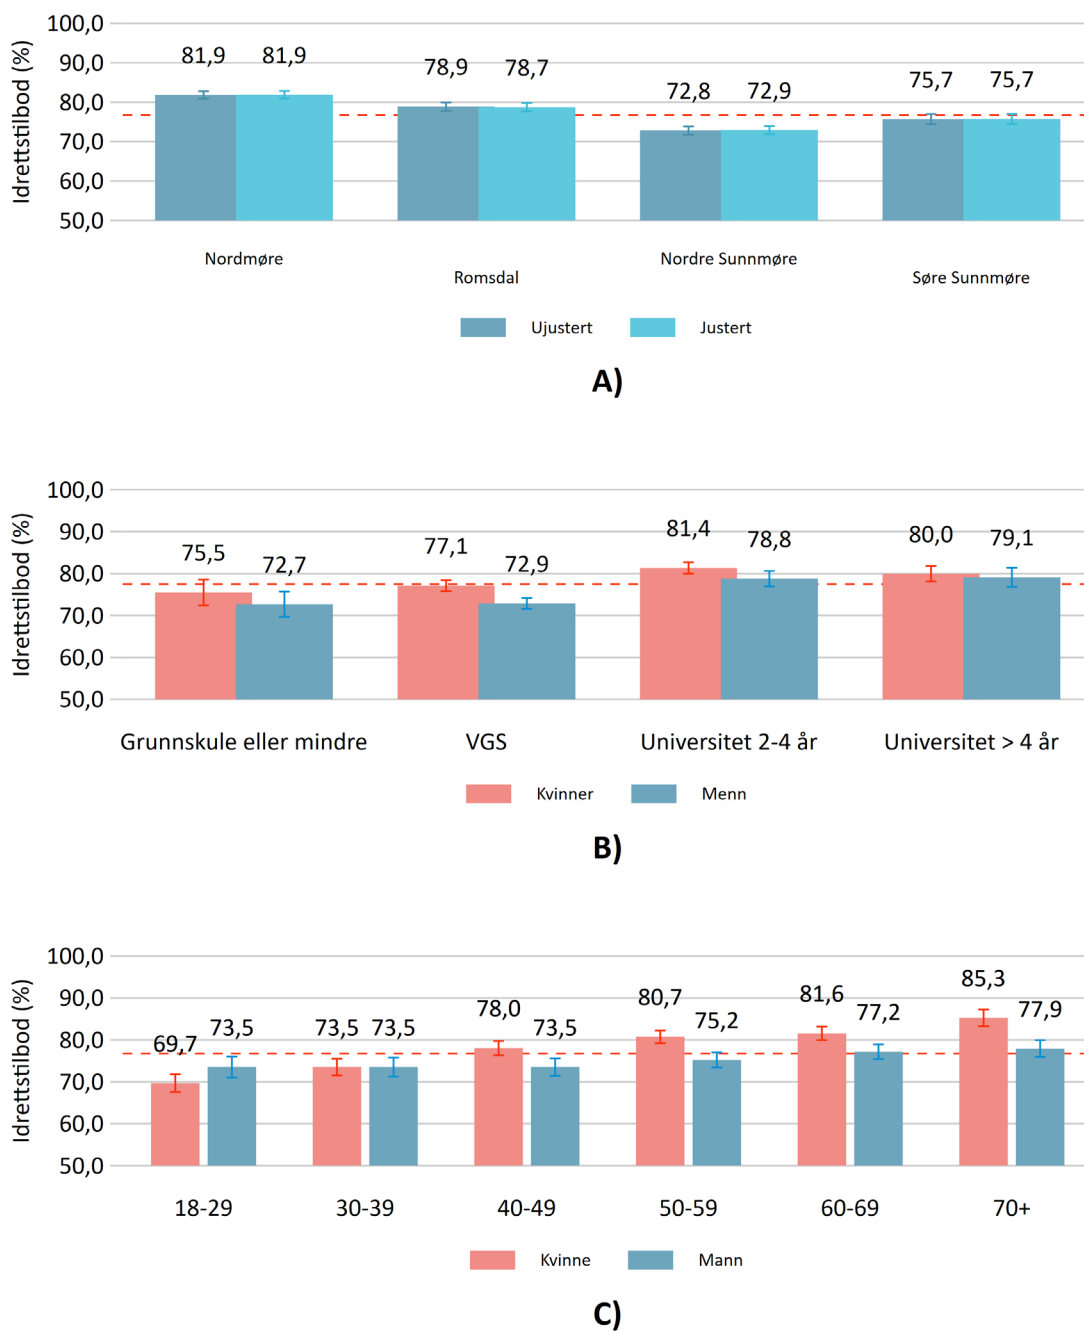 Idrettstilbod (%)
100,0
90,0
80,0
70,0
60,0
50,0
81,9 81,9
78,9 78,7
72,8 72,9
75,7 75,7
Nordmøre
Romsdal
Nordre Sunnmøre
Søre Sunnmøre
Ujustert Justert
A)
Idrettstilbod (%)
100,0
90,0
80,0
70,0
60,0
50,0
75,5 72,7
77,1 72,9
81,4 78,8
80,0 79,1
Grunnskule eller mindre VGS Universitet 2-4 år Universitet > 4 år
Kvinner Menn
B)
Idrettstilbod (%)
100,0
90,0
80,0
70,0
60,0
50,0
69,7 73,5
73,5 73,5
78,0 73,5
80,7 75,2
81,6 77,2
85,3 77,9
18-29 30-39 40-49 50-59 60-69 70+
Kvinne Mann
C)